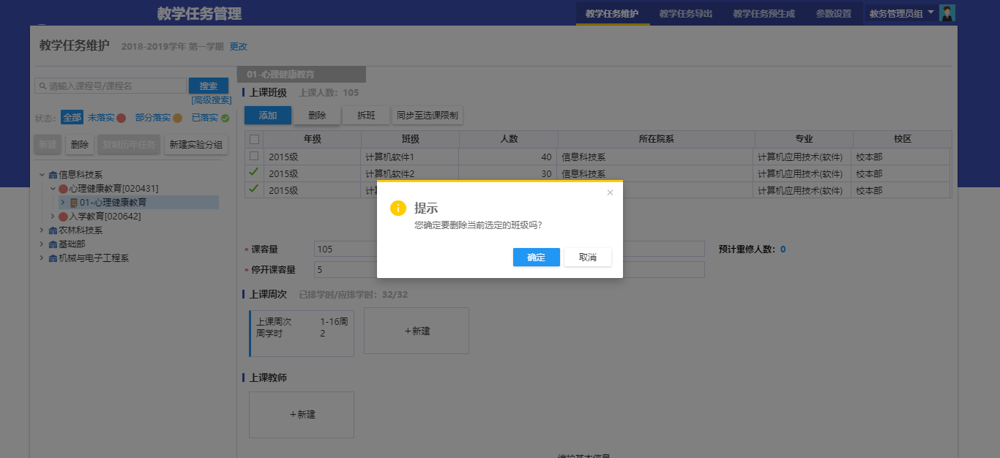 教学任务管理 教学任务维护 教学任务导出 教学任务预生成 参数设置 教务管理员组
教学任务维护 2018-2019学年 第一学期 更改
请输入课程号/课程名 搜索
[高级搜索]
状态: 全部 未落实 部分落实 已落实
新建 删除 复制历年任务 新建实验分组
信息科技系
心理健康教育[020431]
01-心理健康教育
入学教育[020642]
农林科技系
基础部
机械与电子工程系
01-心理健康教育
上课班级 上课人数: 105
添加 删除 拆班 同步至选课限制
年级 班级 人数 所在院系 专业 校区
2015级 计算机软件1 40 信息科技系 计算机应用技术(软件) 校本部
2015级 计算机软件2 30 信息科技系 计算机应用技术(软件) 校本部
2015级 计算机应用技术(软件) 校本部
提示
您确定要删除当前选定的班级吗?
确定 取消
* 课容量 105 预计重修人数: 0
* 停开课容量 5
上课周次 已排学时/应排学时: 32/32
上课周次 1-16周
周学时 2
+新建
上课教师
+新建
维护基本信息